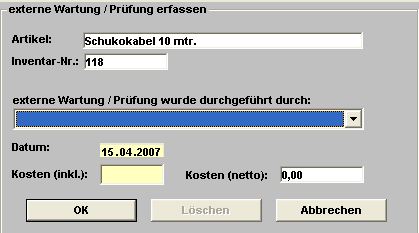 externe Wartung / Prüfung erfassen
Artikel: Schukokabel 10 mtr.
Inventar-Nr.: 118
externe Wartung / Prüfung wurde durchgeführt durch:
Datum: 15.04.2007
Kosten (inkl.): Kosten (netto): 0,00
OK Löschen Abbrechen